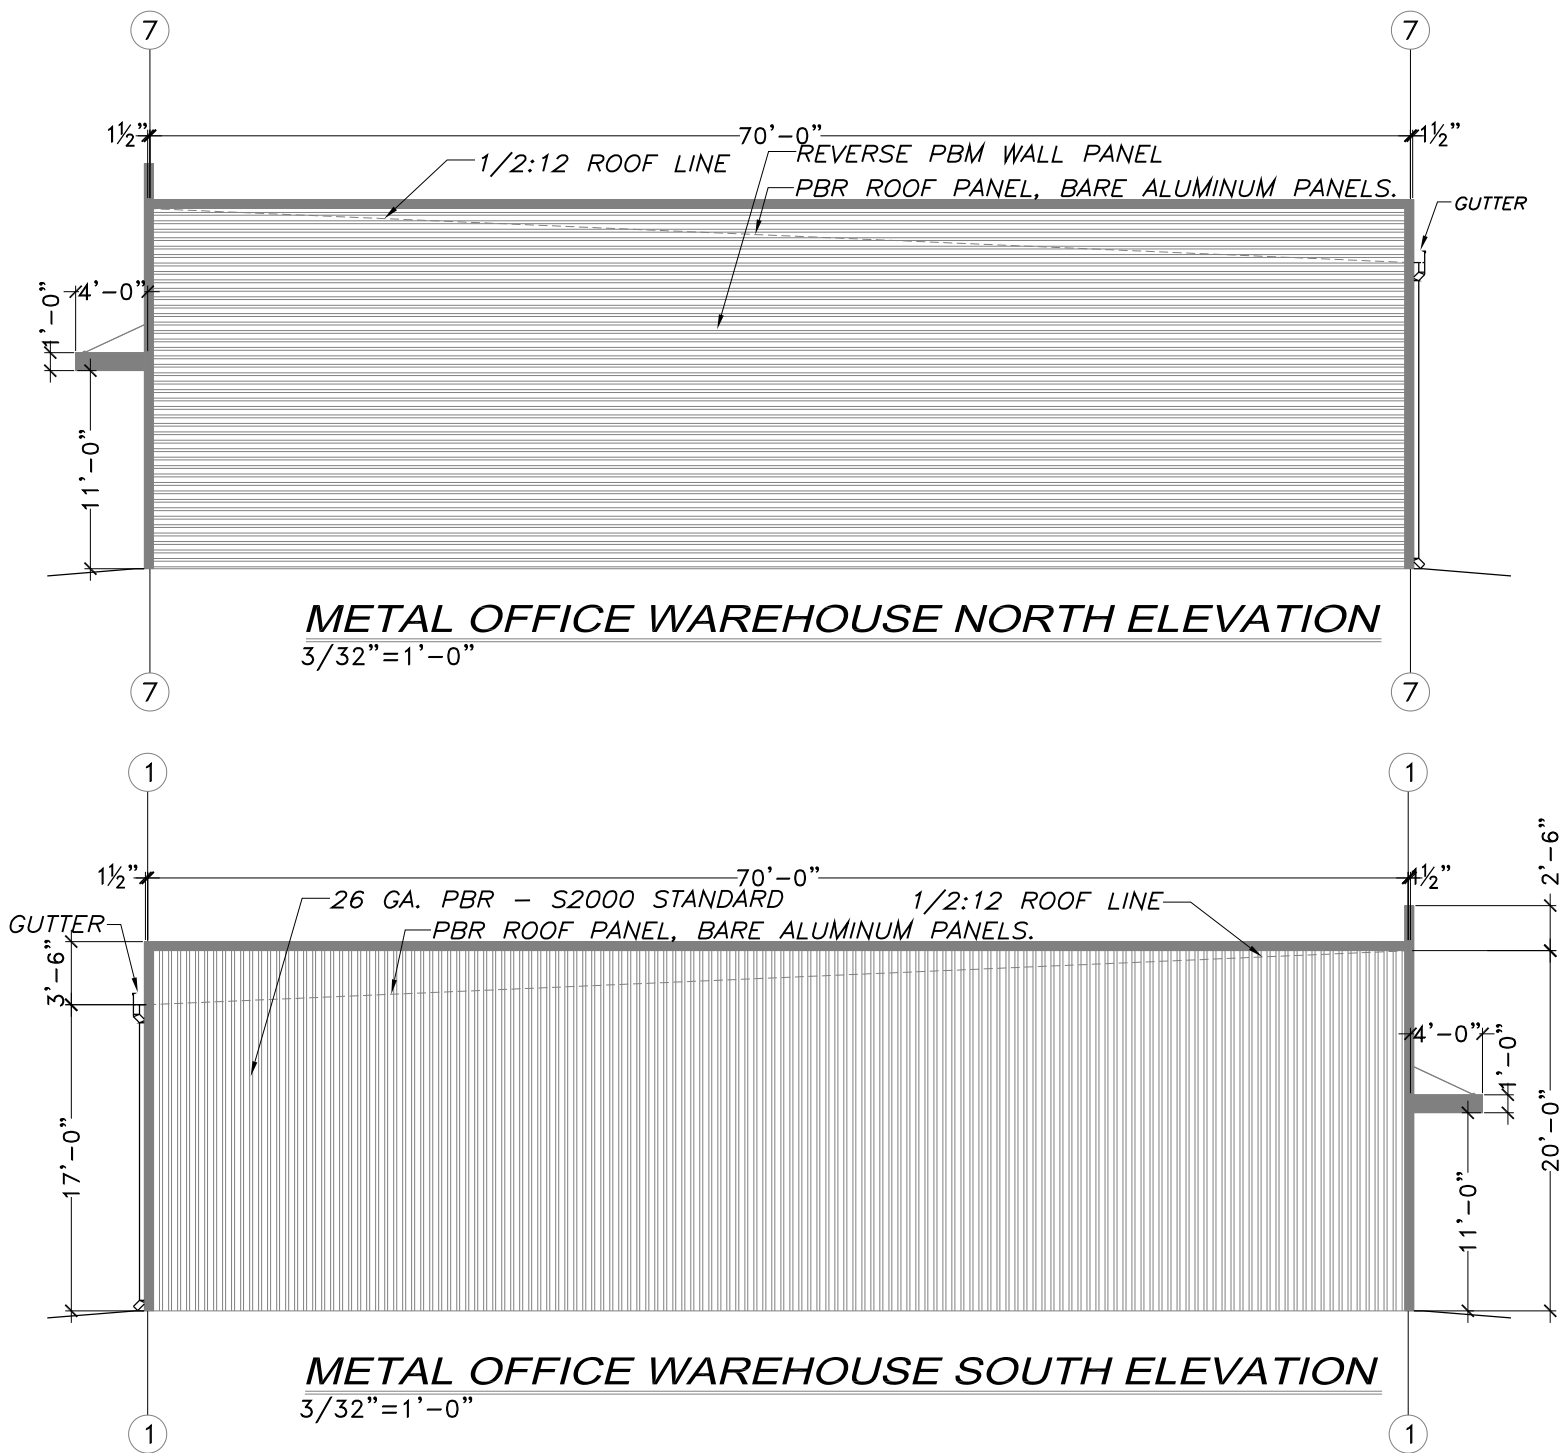 7
7
1½"
70'-0"
1½"
1/2:12 ROOF LINE
REVERSE PBM WALL PANEL
PBR ROOF PANEL, BARE ALUMINUM PANELS.
GUTTER
4'-0"
1'-0"
11'-0"
METAL OFFICE WAREHOUSE NORTH ELEVATION
3/32"=1'-0"
7
7
1
1
1½"
70'-0"
1½"
2'-6"
26 GA. PBR - S2000 STANDARD
1/2:12 ROOF LINE
GUTTER
PBR ROOF PANEL, BARE ALUMINUM PANELS.
3'-6"
4'-0"
1'-0"
17'-0"
20'-0"
11'-0"
METAL OFFICE WAREHOUSE SOUTH ELEVATION
3/32"=1'-0"
1
1